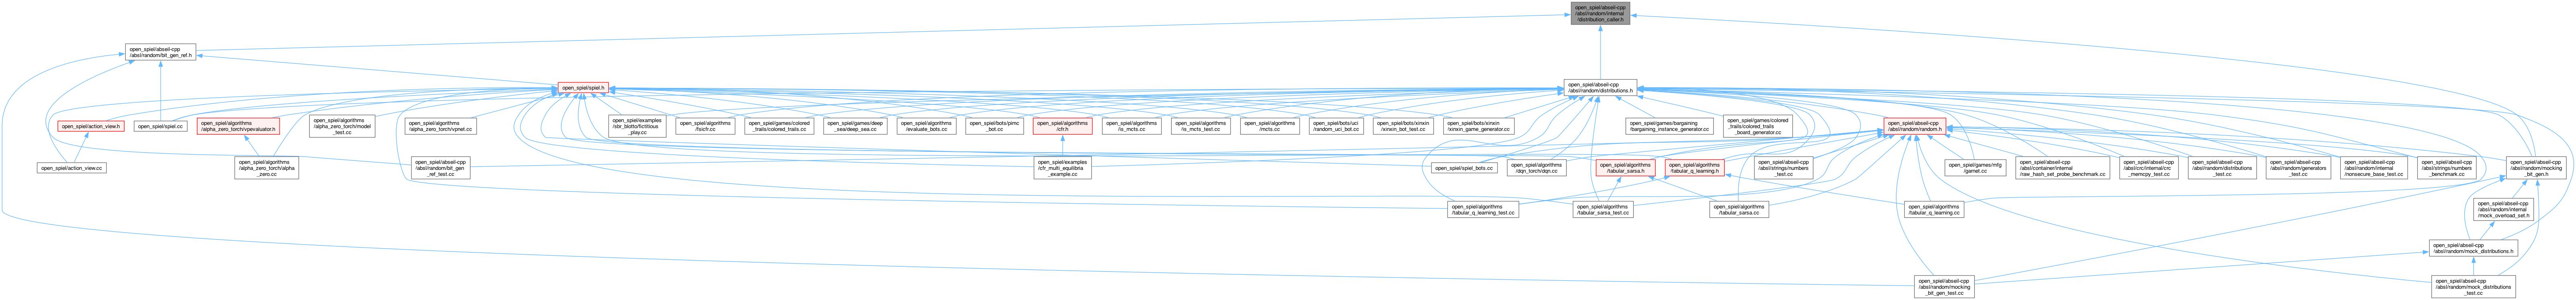 open_spiel/abseil-cpp
/absl/random/internal
/distribution_caller.h
open_spiel/abseil-cpp
/absl/random/bit_gen_ref.h
open_spiel/spiel.h
open_spiel/abseil-cpp
/absl/random/distributions.h
open_spiel/action_view.h
open_spiel/spiel.cc
open_spiel/algorithms
/alpha_zero_torch/vpevaluator.h
open_spiel/algorithms
/alpha_zero_torch/model
_test.cc
open_spiel/algorithms
/alpha_zero_torch/vpnet.cc
open_spiel/examples
/sbr_blotto/fictitious
_play.cc
open_spiel/algorithms
/fsicfr.cc
open_spiel/games/colored
_trails/colored_trails.cc
open_spiel/games/deep
_sea/deep_sea.cc
open_spiel/algorithms
/evaluate_bots.cc
open_spiel/bots/pimc
_bot.cc
open_spiel/algorithms
/cfr.h
open_spiel/algorithms
/is_mcts.cc
open_spiel/algorithms
/is_mcts_test.cc
open_spiel/algorithms
/mcts.cc
open_spiel/bots/uci
/random_uci_bot.cc
open_spiel/bots/xinxin
/xinxin_bot_test.cc
open_spiel/bots/xinxin
/xinxin_game_generator.cc
open_spiel/games/bargaining
/bargaining_instance_generator.cc
open_spiel/games/colored
_trails/colored_trails
_board_generator.cc
open_spiel/abseil-cpp
/absl/random/random.h
open_spiel/action_view.cc
open_spiel/algorithms
/alpha_zero_torch/alpha
_zero.cc
open_spiel/abseil-cpp
/absl/random/bit_gen
_ref_test.cc
open_spiel/examples
/cfr_multi_equilibria
_example.cc
open_spiel/spiel_bots.cc
open_spiel/algorithms
/dqn_torch/dqn.cc
open_spiel/algorithms
/tabular_sarsa.h
open_spiel/algorithms
/tabular_q_learning.h
open_spiel/abseil-cpp
/absl/strings/numbers
_test.cc
open_spiel/games/mfg
/garnet.cc
open_spiel/abseil-cpp
/absl/container/internal
/raw_hash_set_probe_benchmark.cc
open_spiel/abseil-cpp
/absl/crc/internal/crc
_memcpy_test.cc
open_spiel/abseil-cpp
/absl/random/distributions
_test.cc
open_spiel/abseil-cpp
/absl/random/generators
_test.cc
open_spiel/abseil-cpp
/absl/random/internal
/nonsecure_base_test.cc
open_spiel/abseil-cpp
/absl/strings/numbers
_benchmark.cc
open_spiel/abseil-cpp
/absl/random/mocking
_bit_gen.h
open_spiel/algorithms
/tabular_q_learning_test.cc
open_spiel/algorithms
/tabular_sarsa_test.cc
open_spiel/algorithms
/tabular_sarsa.cc
open_spiel/algorithms
/tabular_q_learning.cc
open_spiel/abseil-cpp
/absl/random/internal
/mock_overload_set.h
open_spiel/abseil-cpp
/absl/random/mock_distributions.h
open_spiel/abseil-cpp
/absl/random/mocking
_bit_gen_test.cc
open_spiel/abseil-cpp
/absl/random/mock_distributions
_test.cc